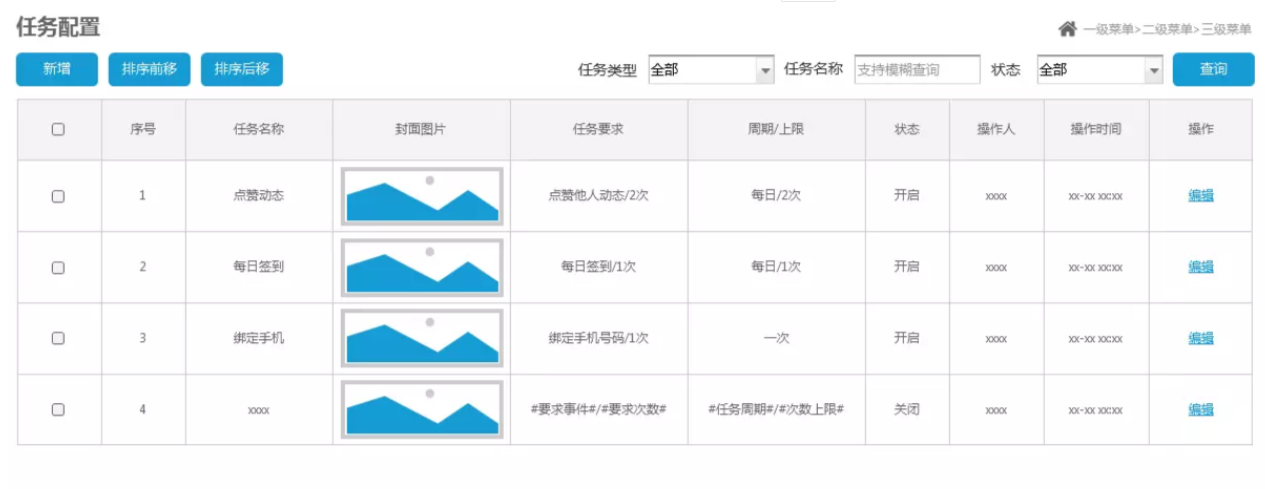 任务配置
一级菜单>二级菜单>三级菜单
新增 排序前移 排序后移 任务类型 全部 任务名称 支持模糊查询 状态 全部 查询
序号 任务名称 封面图片 任务要求 周期/上限 状态 操作人 操作时间 操作
1 点赞动态 点赞他人动态/2次 每日/2次 开启 xxxx xx-xx xx:xx 编辑
2 每日签到 每日签到/1次 每日/1次 开启 xxxx xx-xx xx:xx 编辑
3 绑定手机 绑定手机号码/1次 一次 开启 xxxx xx-xx xx:xx 编辑
4 xxxx #要求事件#/#要求次数# #任务周期#/#次数上限# 关闭 xxxx xx-xx xx:xx 编辑